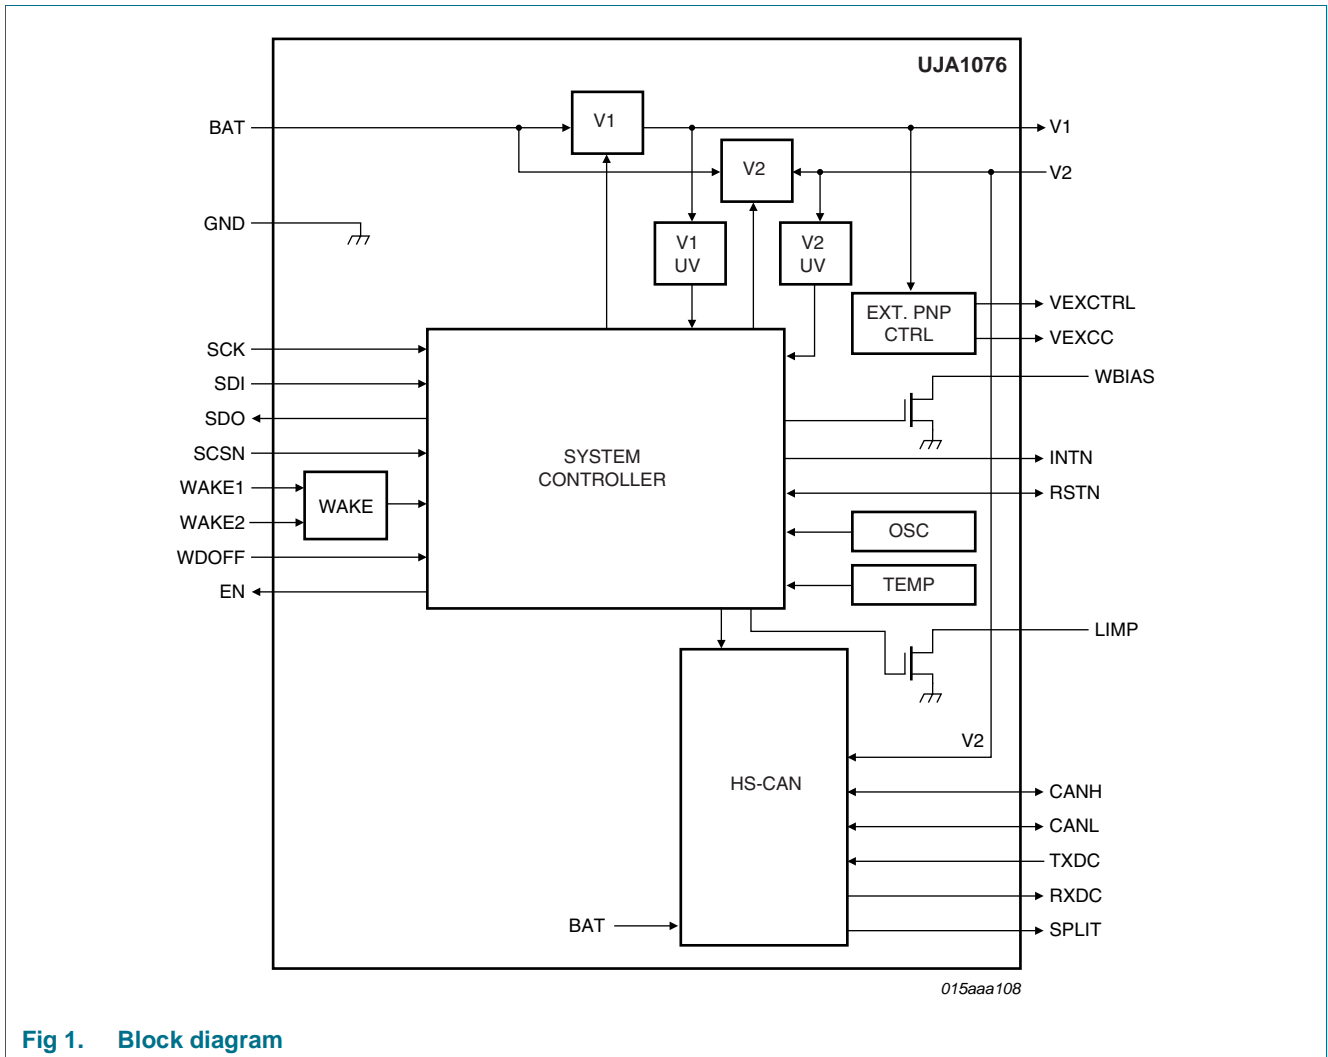 UJA1076
BAT
V1
V1
V2
V2
GND
V1
UV
V2
UV
EXT. PNP
CTRL
VEXCTRL
VEXCC
SCK
SDI
SDO
SCSN
WAKE1
WAKE2
WAKE
WDOFF
EN
SYSTEM
CONTROLLER
WBIAS
INTN
RSTN
OSC
TEMP
LIMP
V2
HS-CAN
CANH
CANL
TXDC
RXDC
SPLIT
BAT
015aaa108
Fig 1. Block diagram